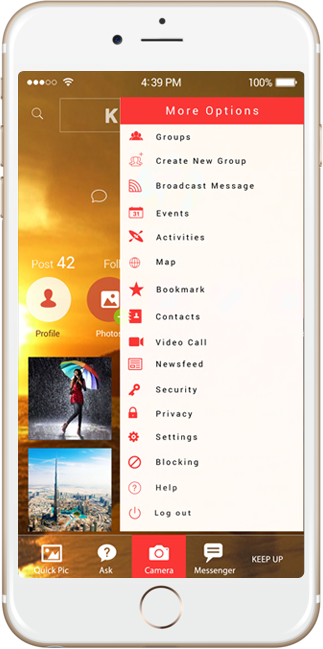 4:39 PM
100%
K
More Options
Groups
Create New Group
Broadcast Message
31
Events
Activities
Map
Bookmark
Contacts
Video Call
Newsfeed
Security
Privacy
Settings
Blocking
Help
Log out
Post 42
Foll
Profile
Photos
Quick Pic
Ask
Camera
Messenger
KEEP UP